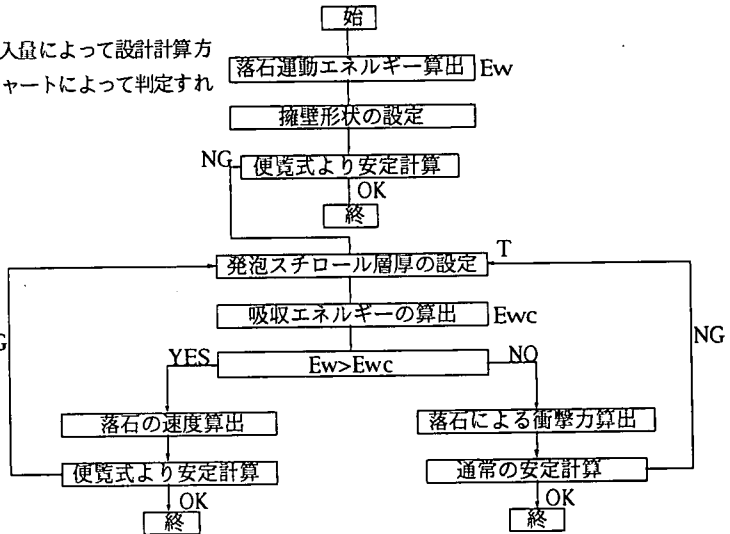 始
入量によって設計計算方
ャートによって判定すれ
落石運動エネルギー算出 Ew
擁壁形状の設定
NG 便覧式より安定計算
OK
終
T
発泡スチロール層厚の設定
吸収エネルギーの算出 Ewc
G NG
YES Ew>Ewc NO
落石の速度算出 落石による衝撃力算出
便覧式より安定計算 通常の安定計算
OK OK
終 終